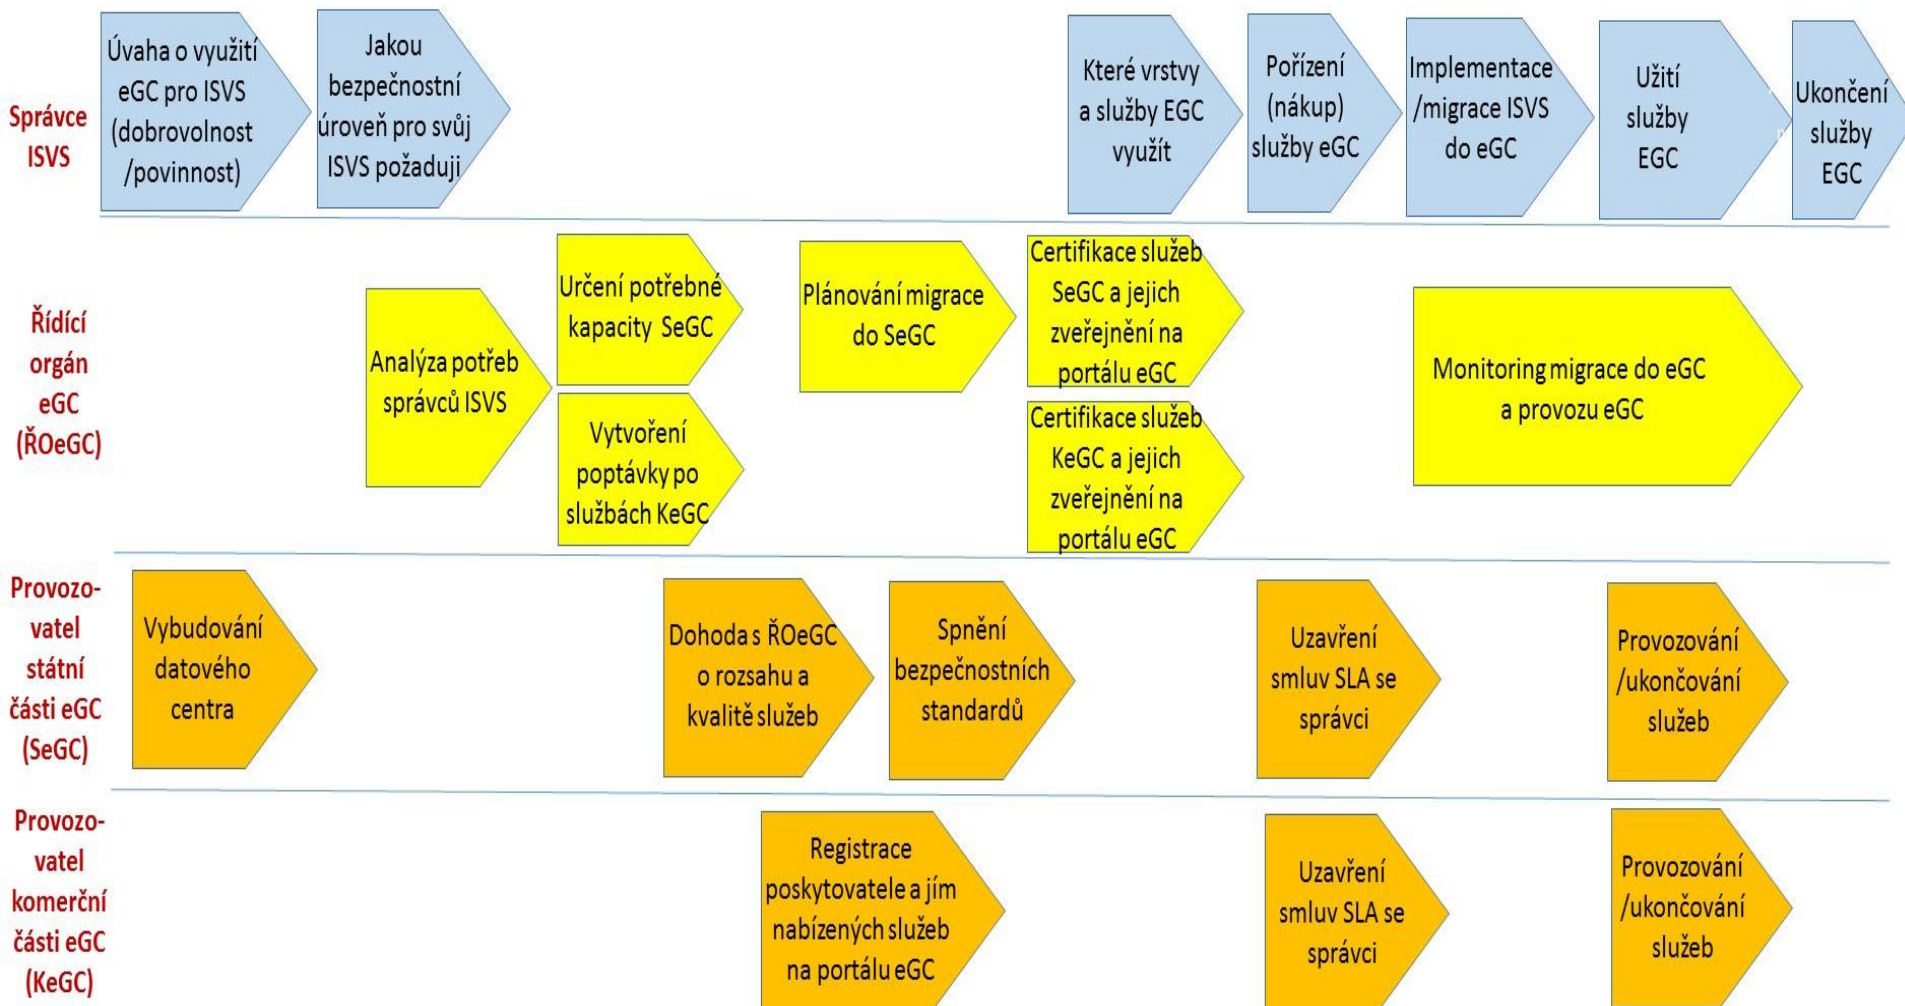 Správce
ISVS
Úvaha o využití
eGC pro ISVS
(dobrovolnost
/povinnost)
Jakou
bezpečnostní
úroveň pro svůj
ISVS požaduji
Které vrstvy
a služby EGC
využít
Pořízení
(nákup)
služby eGC
Implementace
/migrace ISVS
do eGC
Užití
služby
EGC
Ukončení
služby
EGC
Řídící
orgán
eGC
(ŘOeGC)
Analýza potřeb
správců ISVS
Určení potřebné
kapacity SeGC
Vytvoření
poptávky po
službách KeGC
Plánování migrace
do SeGC
Certifikace služeb
SeGC a jejich
zveřejnění na
portálu eGC
Certifikace služeb
KeGC a jejich
zveřejnění na
portálu eGC
Monitoring migrace do eGC
a provozu eGC
Provozo-
vatel
státní
části eGC
(SeGC)
Vybudování
datového
centra
Dohoda s ŘOeGC
o rozsahu a
kvalitě služeb
Spnění
bezpečnostních
standardů
Uzavření
smluv SLA se
správci
Provozování
/ukončování
služeb
Provozo-
vatel
komerční
části eGC
(KeGC)
Registrace
poskytovatele a jím
nabízených služeb
na portálu eGC
Uzavření
smluv SLA se
správci
Provozování
/ukončování
služeb